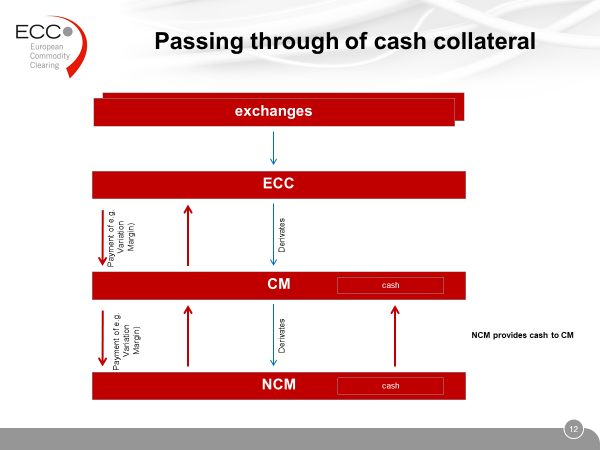 ECC
European
Commodity
Clearing
Passing through of cash collateral
exchanges
ECC
Payment of e.g.
Variation
Margin)
Derivates
CM
cash
Payment of e.g.
Variation
Margin)
Derivates
NCM provides cash to CM
NCM
cash
12